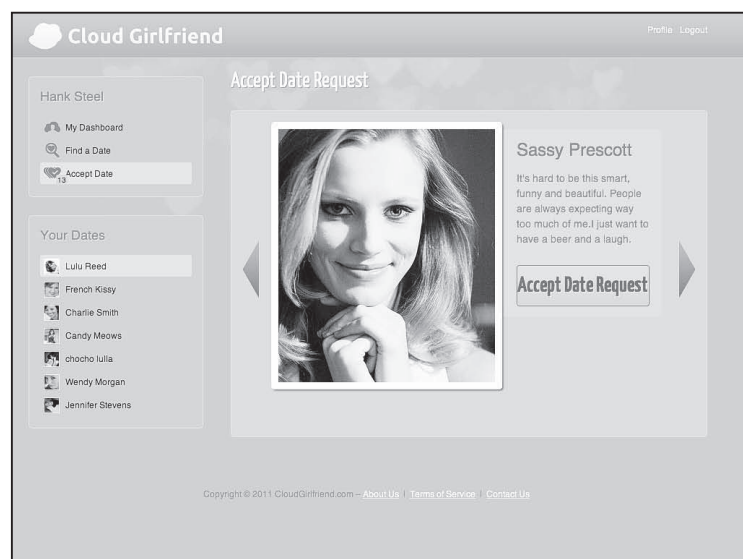 Cloud Girlfriend
Profile Logout
Hank Steel
My Dashboard
Find a Date
13
Accept Date
Your Dates
Lulu Reed
French Kissy
Charlie Smith
Candy Meows
chocho lulla
Wendy Morgan
Jennifer Stevens
Accept Date Request
Sassy Prescott
It's hard to be this smart,
funny and beautiful. People
are always expecting way
too much of me.I just want to
have a beer and a laugh.
Accept Date Request
Copyright © 2011 CloudGirlfriend.com – About Us | Terms of Service | Contact Us